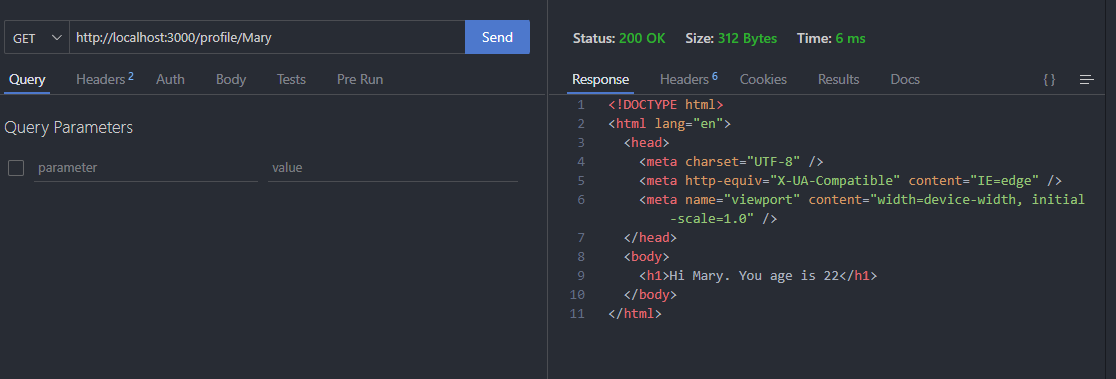 GET http://localhost:3000/profile/Mary Send
Query Headers 2 Auth Body Tests Pre Run
Query Parameters
parameter value
Status: 200 OK Size: 312 Bytes Time: 6 ms
Response Headers 6 Cookies Results Docs { }
1 <!DOCTYPE html>
2 <html lang="en">
3 <head>
4 <meta charset="UTF-8" />
5 <meta http-equiv="X-UA-Compatible" content="IE=edge" />
6 <meta name="viewport" content="width=device-width, initial
-scale=1.0" />
7 </head>
8 <body>
9 <h1>Hi Mary. You age is 22</h1>
10 </body>
11 </html>